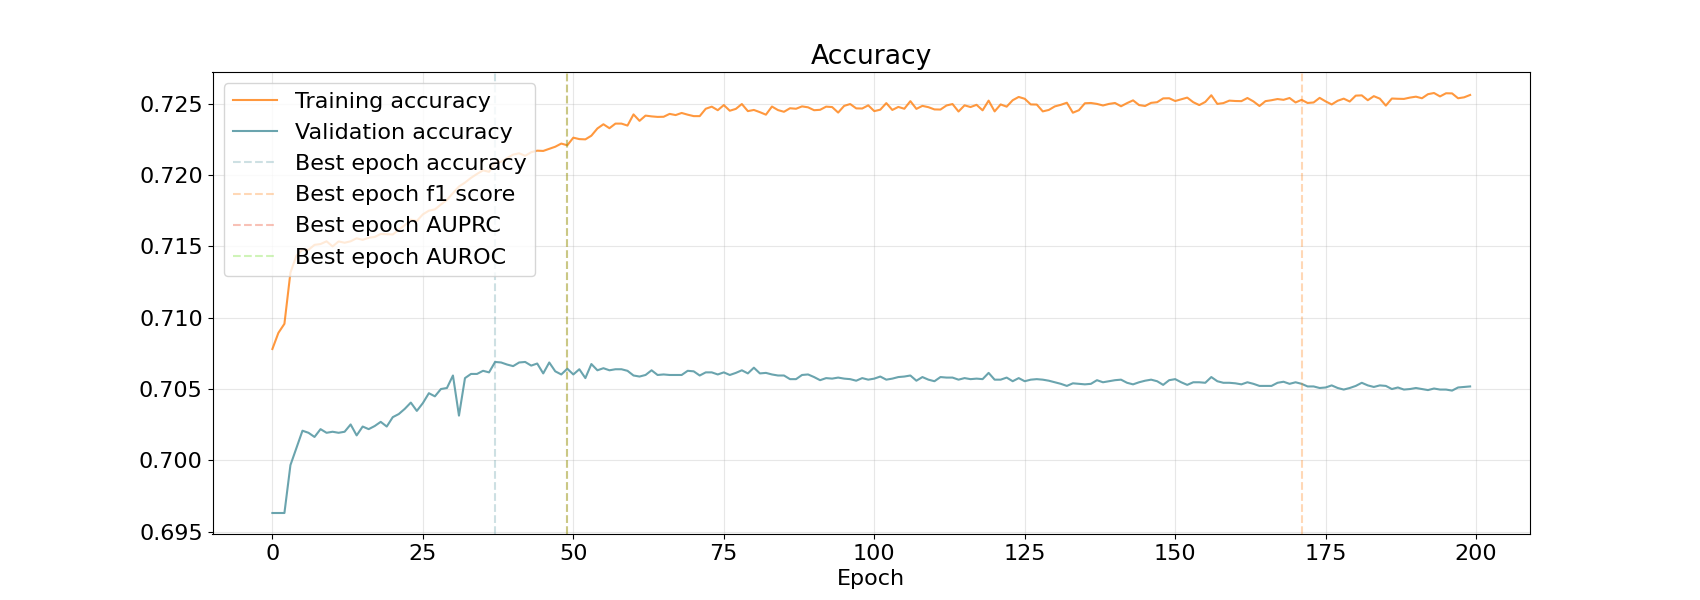 Accuracy
Training accuracy
Validation accuracy
Best epoch accuracy
Best epoch f1 score
Best epoch AUPRC
Best epoch AUROC
0.725
0.720
0.715
0.710
0.705
0.700
0.695
0 25 50 75 100 125 150 175 200
Epoch